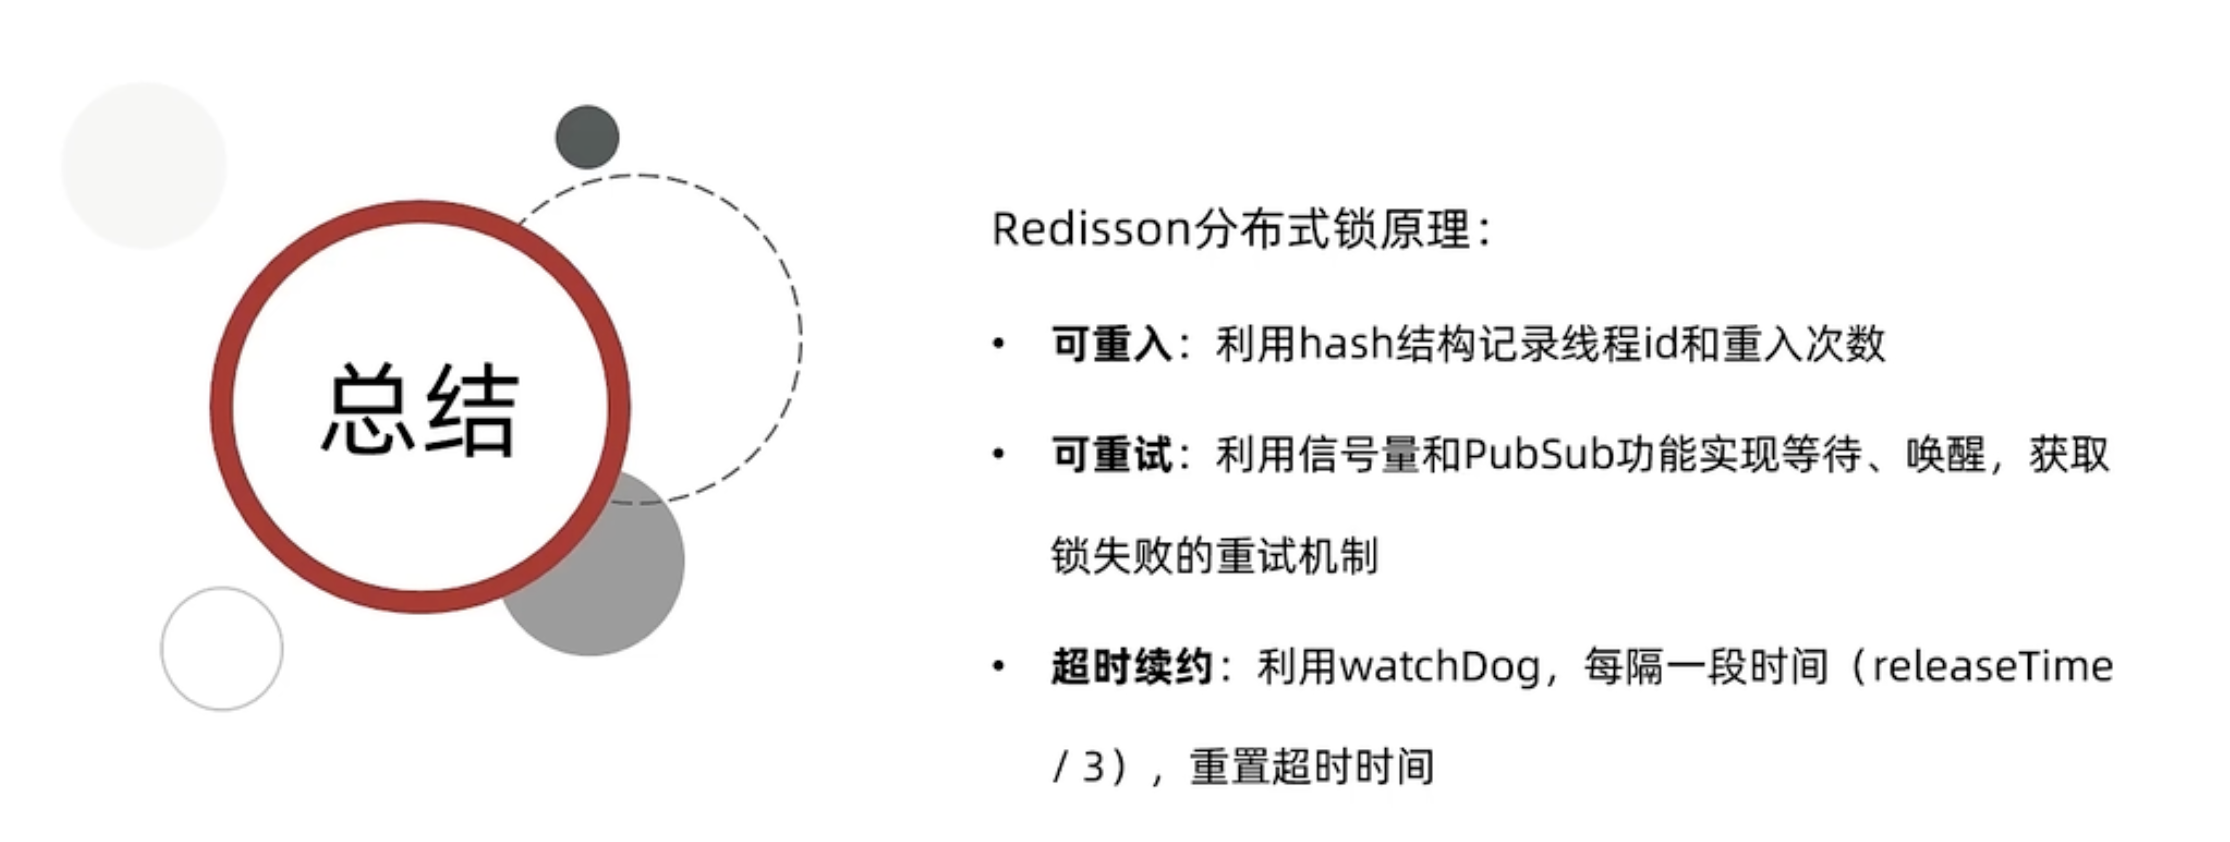 总结
Redisson分布式锁原理：
• 可重入：利用hash结构记录线程id和重入次数
• 可重试：利用信号量和PubSub功能实现等待、唤醒，获取
锁失败的重试机制
• 超时续约：利用watchDog，每隔一段时间（releaseTime
/ 3），重置超时时间